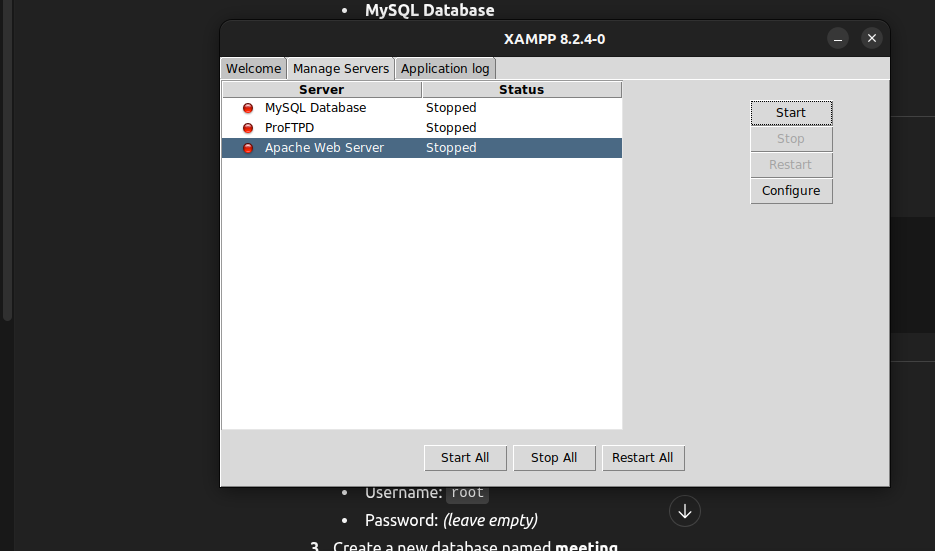 • MySQL Database
XAMPP 8.2.4-0
Welcome Manage Servers Application log
Server Status
MySQL Database Stopped
ProFTPD Stopped
Apache Web Server Stopped
Start
Stop
Restart
Configure
Start All Stop All Restart All
• Username: root
• Password: (leave empty)
3. Create a new database named meeting